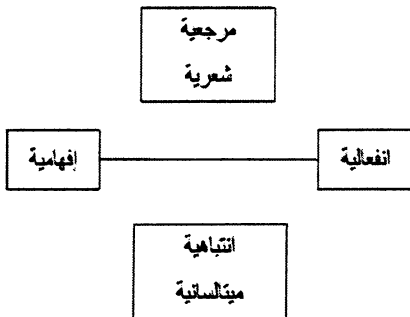 مرجعية
شعرية
انفعالية
إفهامية
انتباهية
ميتالسانية